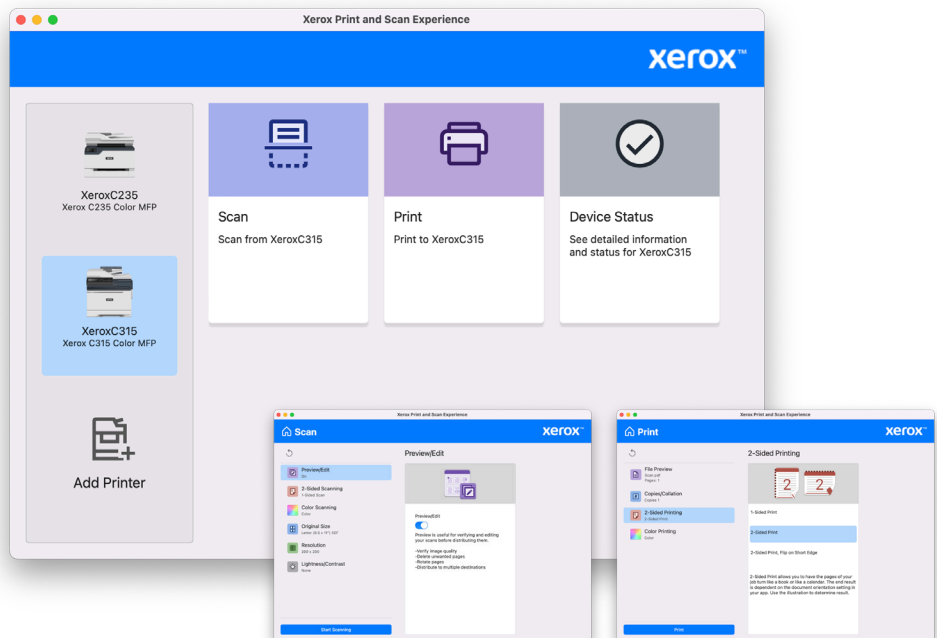 Xerox Print and Scan Experience
xerox™
XeroxC235
Xerox C235 Color MFP
XeroxC315
Xerox C315 Color MFP
Add Printer
Scan
Scan from XeroxC315
Print
Print to XeroxC315
Device Status
See detailed information
and status for XeroxC315
Xerox Print and Scan Experience
Scan
xerox™
Preview/Edit
On
2-Sided Scanning
1-Sided Scan
Color Scanning
Color
Original Size
Resolution
200 x 200
Lightness/Contrast
None
Start Scanning
Preview/Edit
Preview/Edit
Preview is useful for verifying and editing
your scans before distributing them.
-Verify image quality
-Delete unwanted pages
-Rotate pages
-Distribute to multiple destinations
Xerox Print and Scan Experience
Print
xerox™
File Preview
Scan.pdf
Pages: 1
Copies/Collation
Copies 1
2-Sided Printing
2-Sided Print
Color Printing
Color
Print
2-Sided Printing
2
2
1-Sided Print
2-Sided Print
2-Sided Print, Flip on Short Edge
2-Sided Print allows you to have the pages of your
job turn like a book or like a calendar. The end result
is dependent on the document orientation setting in
your app. Use the illustration to determine result.